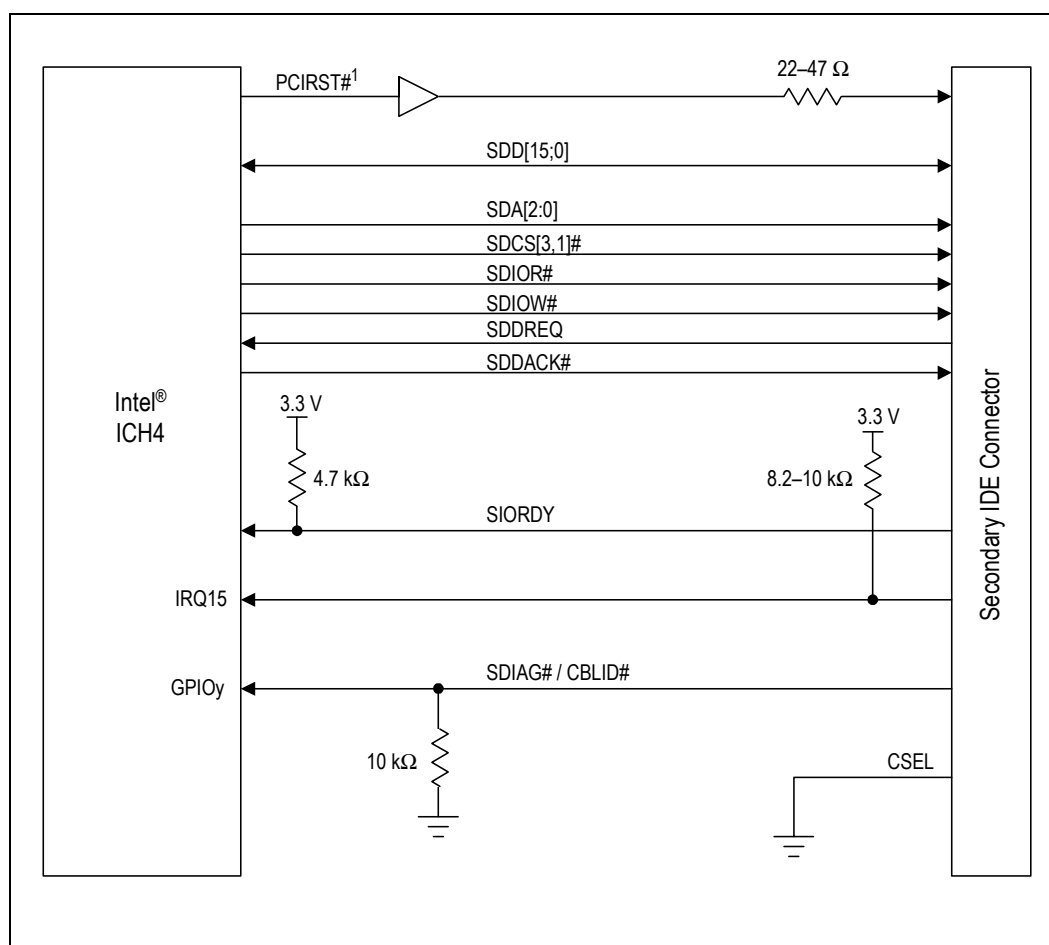 PCIRST#1
22–47 Ω
SDD[15;0]
SDA[2:0]
SDCS[3,1]#
SDIOR#
SDIOW#
SDDREQ
SDDACK#
Intel®
ICH4
3.3 V
4.7 kΩ
3.3 V
8.2–10 kΩ
SIORDY
IRQ15
GPIOy
SDIAG# / CBLID#
10 kΩ
CSEL
Secondary IDE Connector